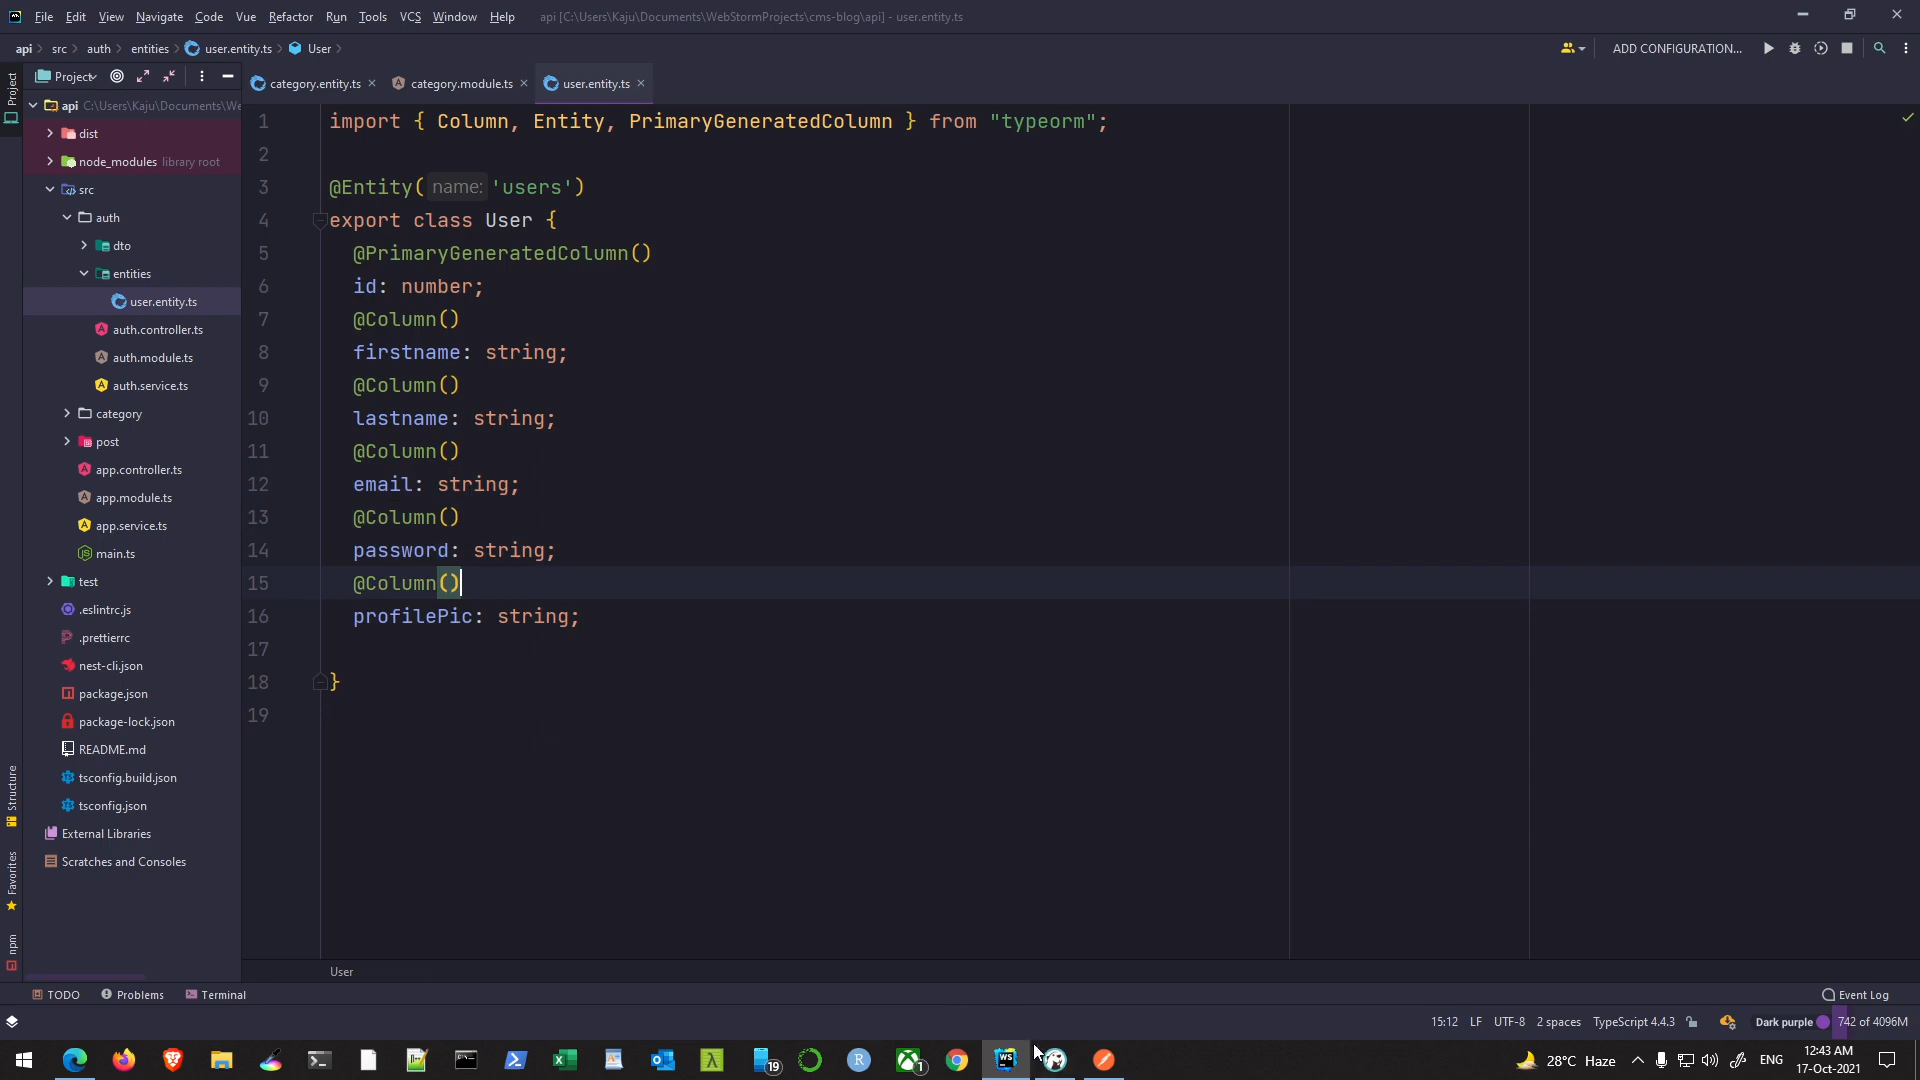 File Edit View Navigate Code Vue Refactor Run Tools VCS Window Help api [C:\Users\Kaju\Documents\WebStormProjects\cms-blog\api] - user.entity.ts
api src auth entities user.entity.ts User
ADD CONFIGURATION...
Project
Project
category.entity.ts
category.module.ts
user.entity.ts
api C:\Users\Kaju\Documents\We
dist
node_modules library root
src
auth
dto
entities
user.entity.ts
auth.controller.ts
auth.module.ts
auth.service.ts
category
post
app.controller.ts
app.module.ts
app.service.ts
main.ts
test
.eslintrc.js
.prettierrc
nest-cli.json
package.json
package-lock.json
README.md
tsconfig.build.json
tsconfig.json
External Libraries
Scratches and Consoles
Structure
Favorites
npm
1 import { Column, Entity, PrimaryGeneratedColumn } from "typeorm";
2
3 @Entity( name: 'users')
4 export class User {
5 @PrimaryGeneratedColumn()
6 id: number;
7 @Column()
8 firstname: string;
9 @Column()
10 lastname: string;
11 @Column()
12 email: string;
13 @Column()
14 password: string;
15 @Column()
16 profilePic: string;
17
18 }
19
User
TODO Problems Terminal
Event Log
15:12 LF UTF-8 2 spaces TypeScript 4.4.3 Dark purple 742 of 4096M
WS
19
R
1
28°C Haze
ENG
12:43 AM
17-Oct-2021